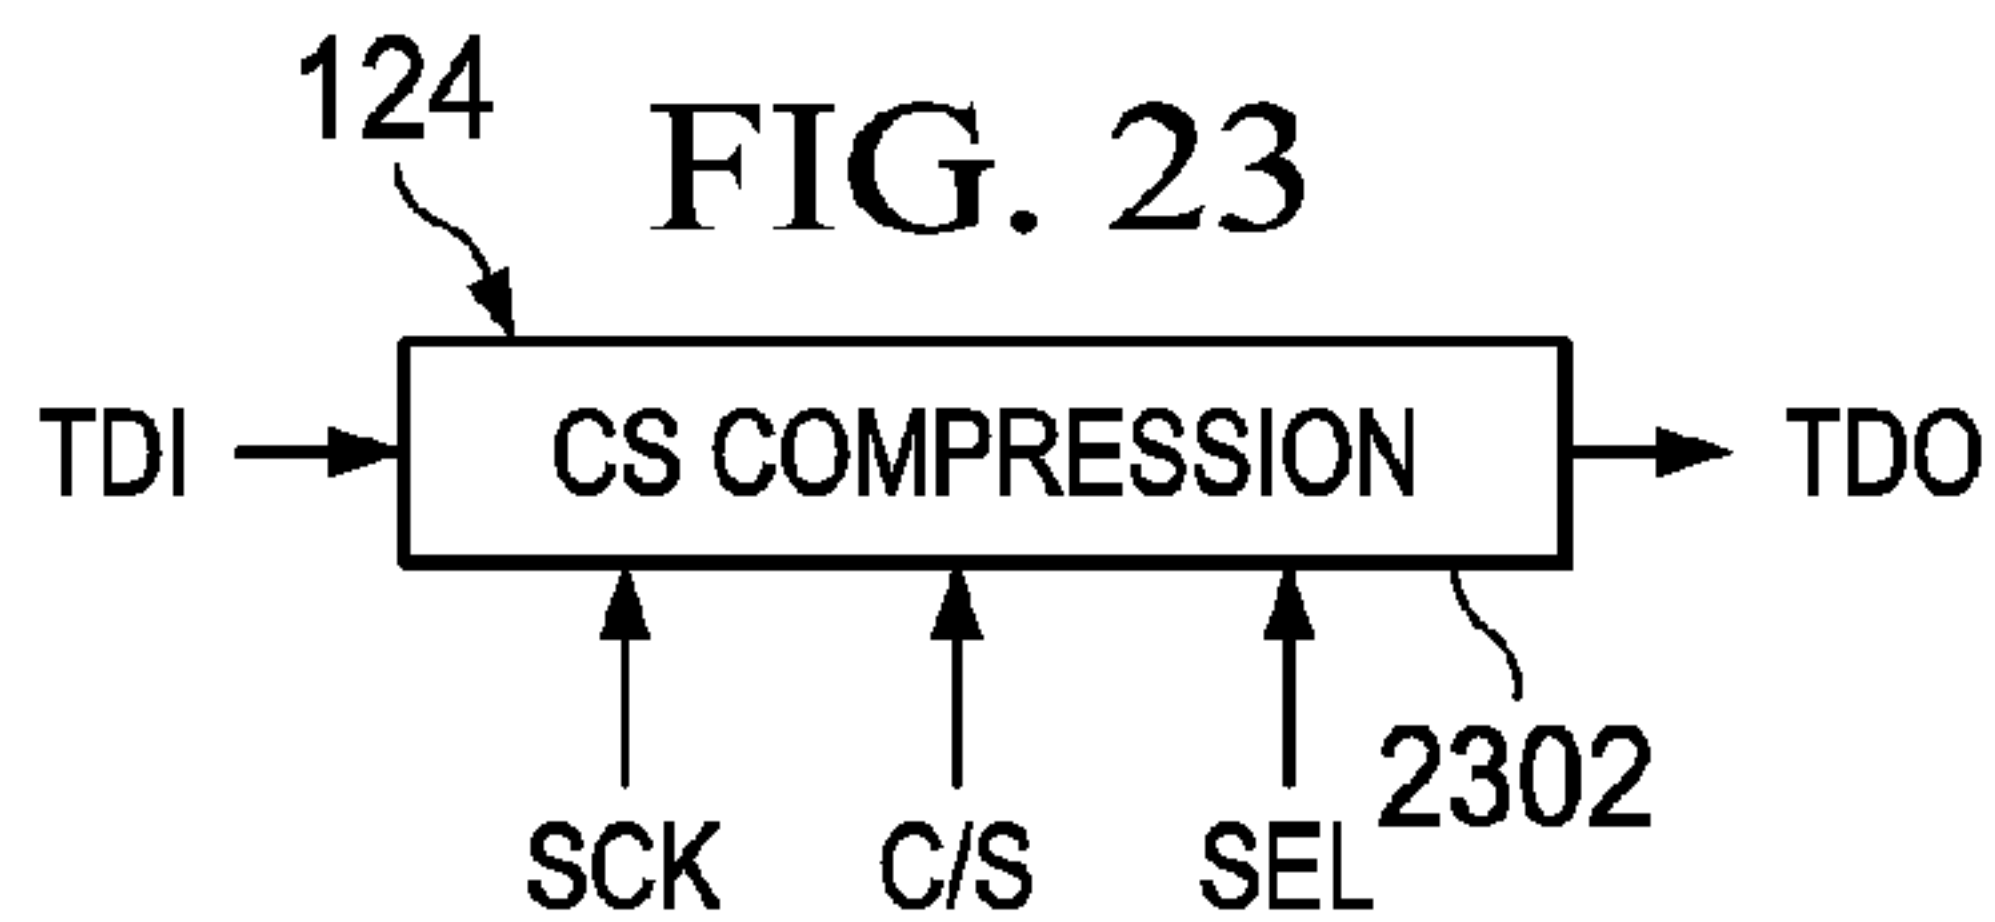 124
FIG. 23
TDI
CS COMPRESSION
TDO
2302
SCK
C/S
SEL